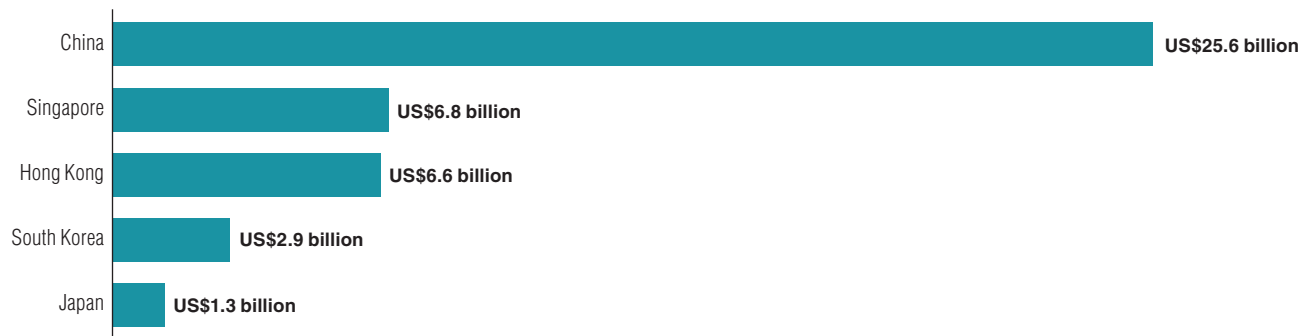 China US$25.6 billion
Singapore US$6.8 billion
Hong Kong US$6.6 billion
South Korea US$2.9 billion
Japan US$1.3 billion